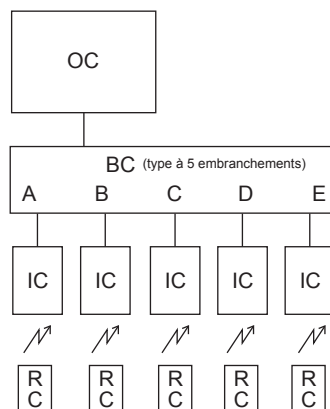 OC
BC (type à 5 embranchements)
A B C D E
IC IC IC IC IC
R R R R R
C C C C C